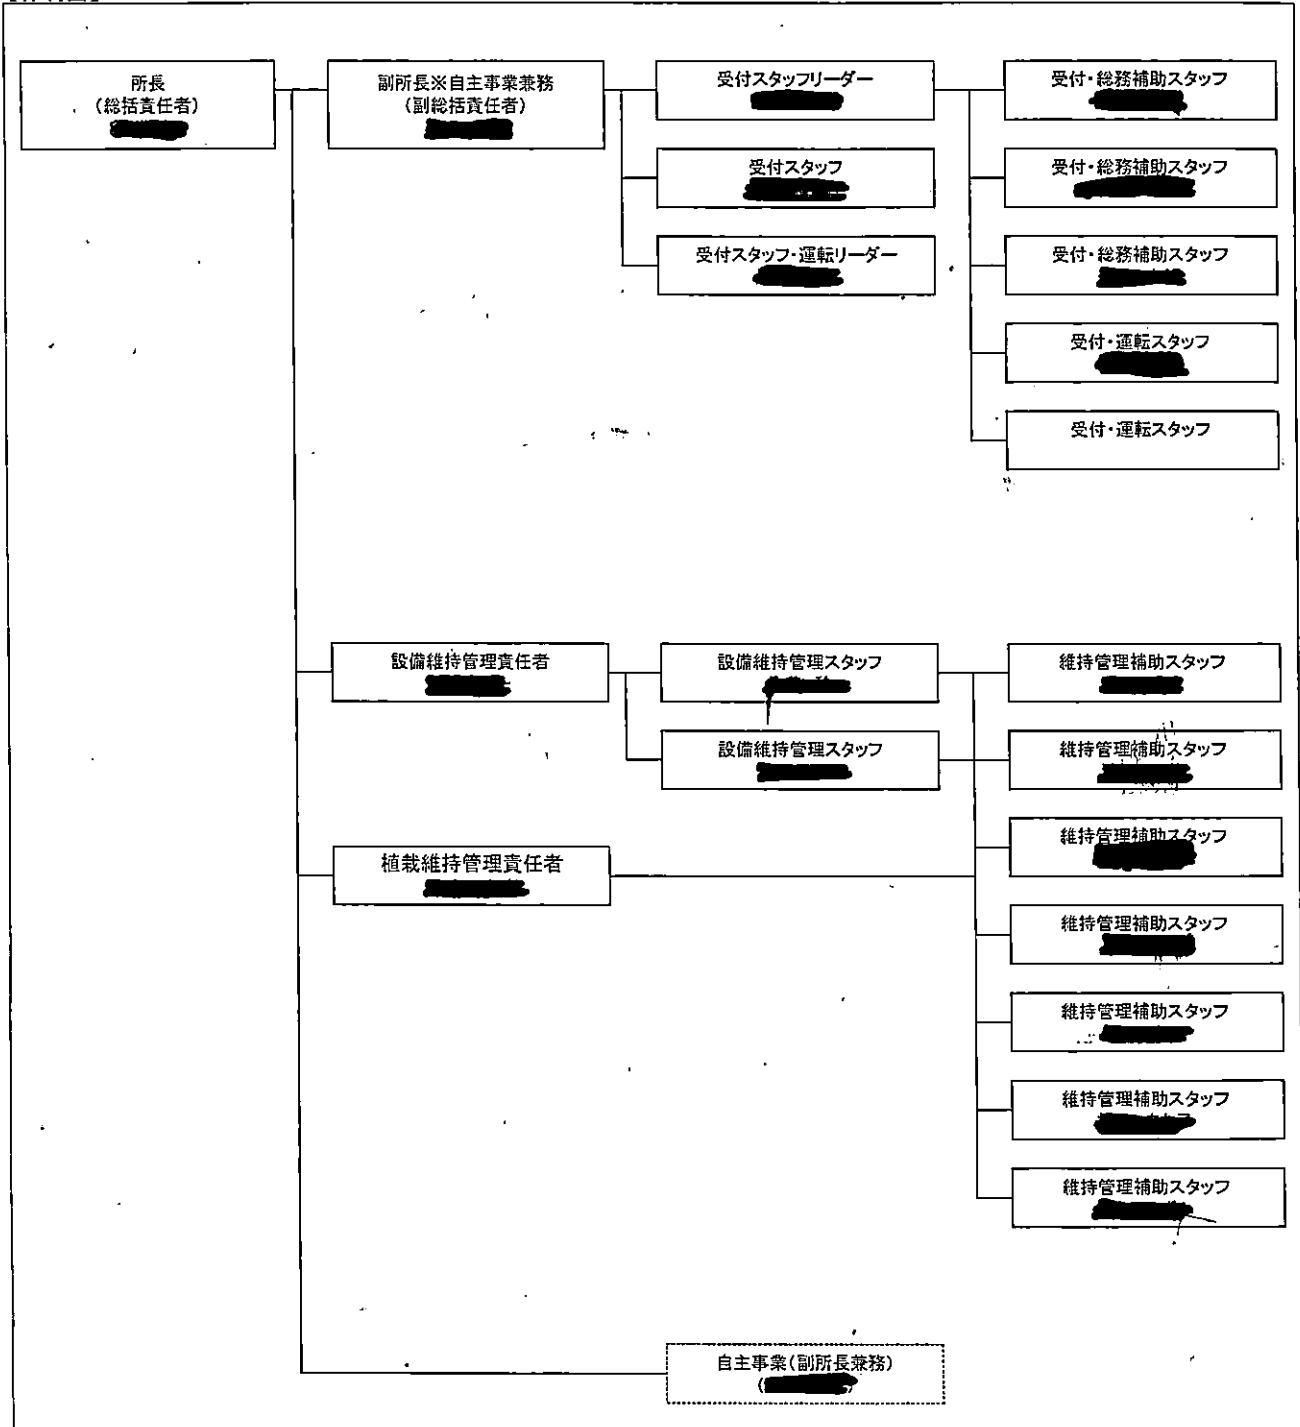 所長
(総括責任者)
副所長※自主事業兼務
(副総括責任者)
受付スタッフリーダー
受付スタッフ
受付スタッフ・運転リーダー
受付・総務補助スタッフ
受付・総務補助スタッフ
受付・総務補助スタッフ
受付・運転スタッフ
受付・運転スタッフ
設備維持管理責任者
設備維持管理スタッフ
設備維持管理スタッフ
植栽維持管理責任者
維持管理補助スタッフ
維持管理補助スタッフ
維持管理補助スタッフ
維持管理補助スタッフ
維持管理補助スタッフ
維持管理補助スタッフ
維持管理補助スタッフ
自主事業(副所長兼務)